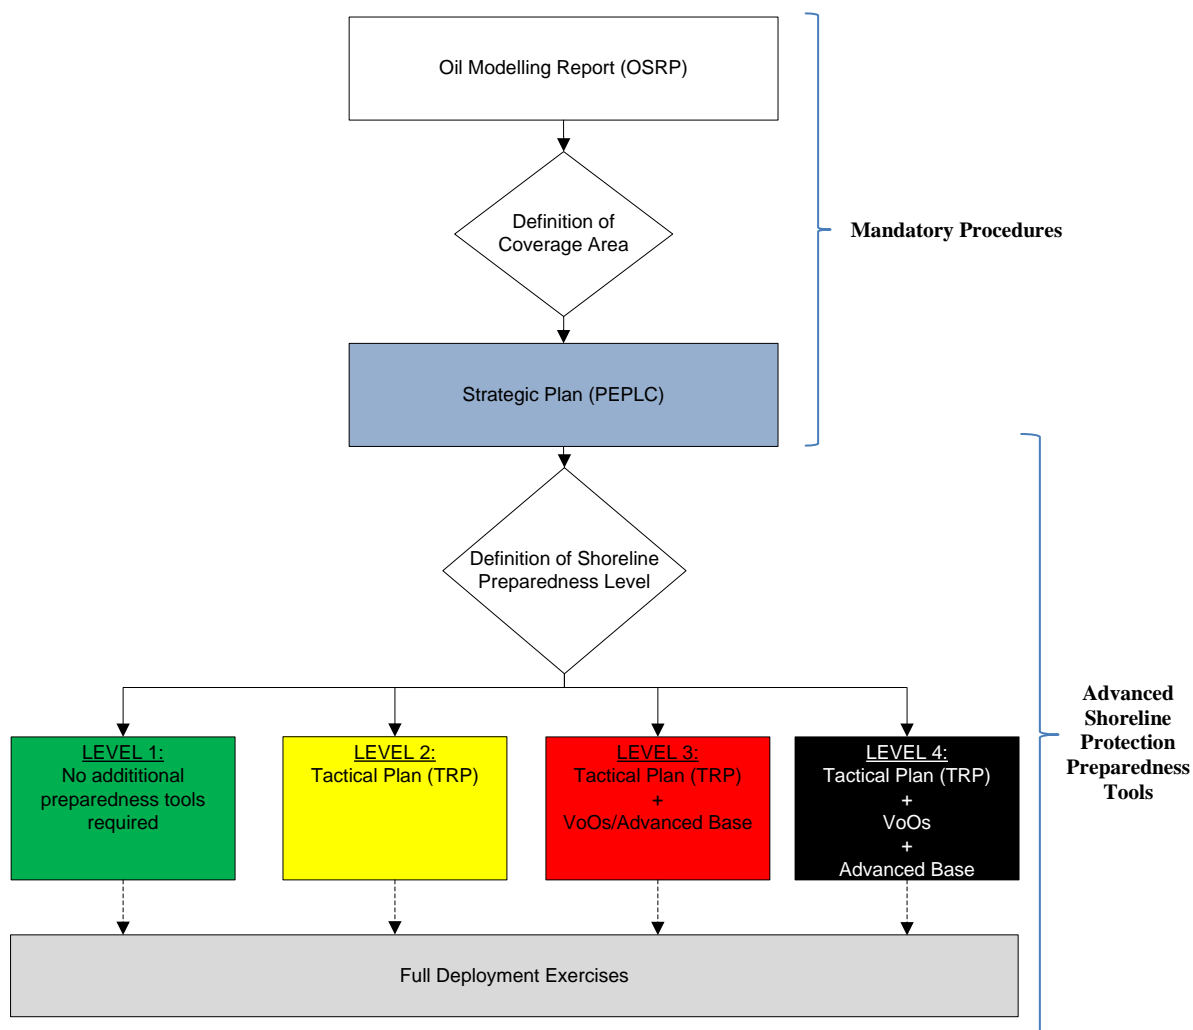 Oil Modelling Report (OSRP)
Definition of
Coverage Area
Mandatory Procedures
Strategic Plan (PEPLC)
Definition of Shoreline
Preparedness Level
LEVEL 1:
No addititional
preparedness tools
required
LEVEL 2:
Tactical Plan (TRP)
LEVEL 3:
Tactical Plan (TRP)
+
VoOs/Advanced Base
LEVEL 4:
Tactical Plan (TRP)
+
VoOs
+
Advanced Base
Advanced
Shoreline
Protection
Preparedness
Tools
Full Deployment Exercises